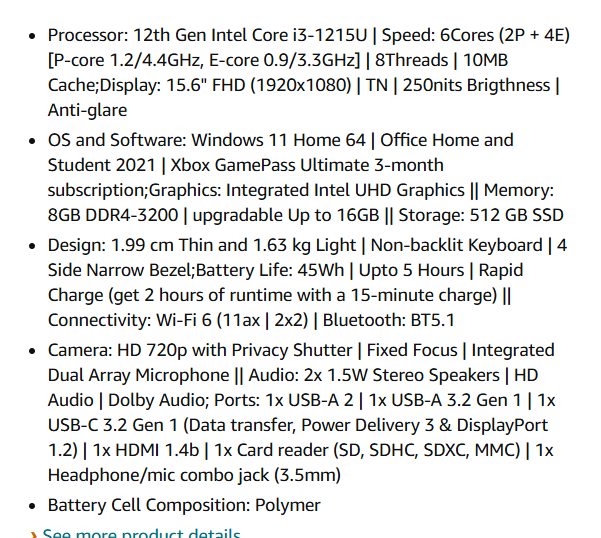 • Processor: 12th Gen Intel Core i3-1215U | Speed: 6Cores (2P + 4E)
[P-core 1.2/4.4GHz, E-core 0.9/3.3GHz] | 8Threads | 10MB
Cache;Display: 15.6" FHD (1920x1080) | TN | 250nits Brigthness |
Anti-glare
• OS and Software: Windows 11 Home 64 | Office Home and
Student 2021 | Xbox GamePass Ultimate 3-month
subscription;Graphics: Integrated Intel UHD Graphics || Memory:
8GB DDR4-3200 | upgradable Up to 16GB || Storage: 512 GB SSD
• Design: 1.99 cm Thin and 1.63 kg Light | Non-backlit Keyboard | 4
Side Narrow Bezel;Battery Life: 45Wh | Upto 5 Hours | Rapid
Charge (get 2 hours of runtime with a 15-minute charge) ||
Connectivity: Wi-Fi 6 (11ax | 2x2) | Bluetooth: BT5.1
• Camera: HD 720p with Privacy Shutter | Fixed Focus | Integrated
Dual Array Microphone || Audio: 2x 1.5W Stereo Speakers | HD
Audio | Dolby Audio; Ports: 1x USB-A 2 | 1x USB-A 3.2 Gen 1 | 1x
USB-C 3.2 Gen 1 (Data transfer, Power Delivery 3 & DisplayPort
1.2) | 1x HDMI 1.4b | 1x Card reader (SD, SDHC, SDXC, MMC) | 1x
Headphone/mic combo jack (3.5mm)
• Battery Cell Composition: Polymer
› See more product details